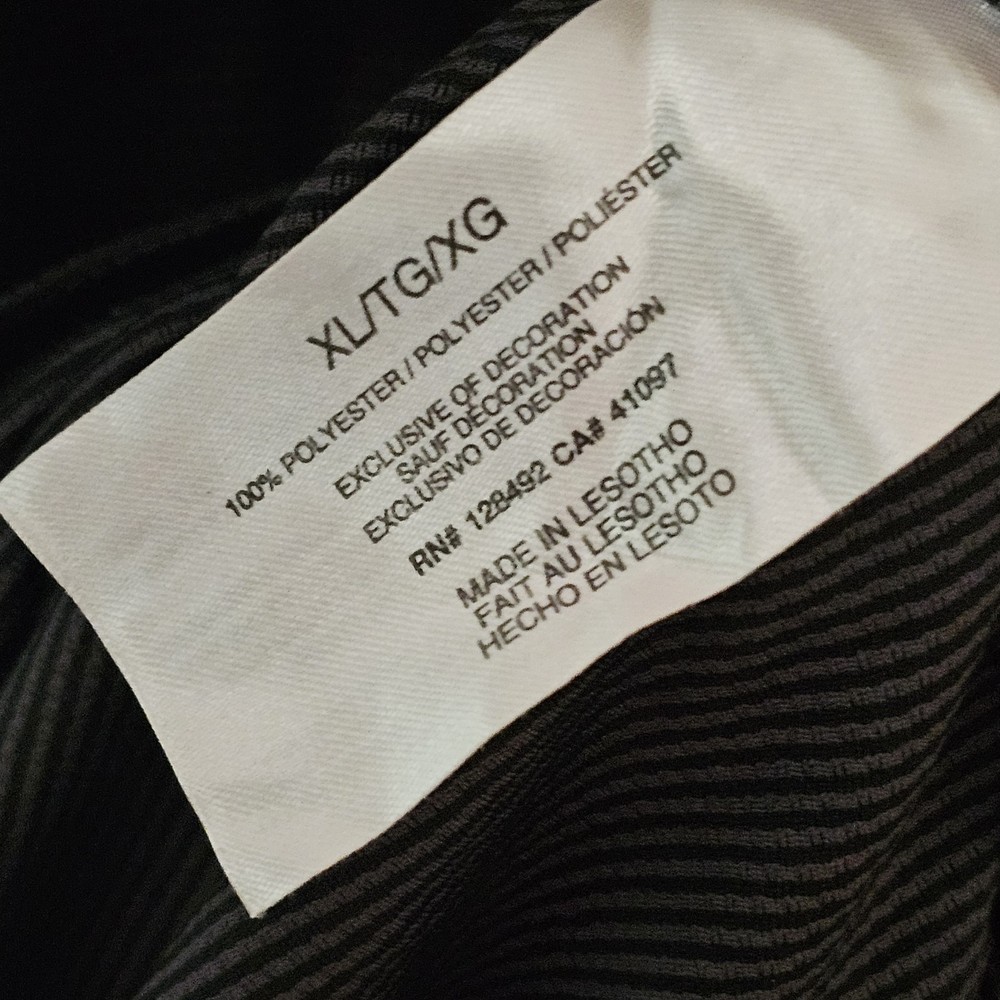 XL/TG/XG
100% POLYESTER / POLYESTER / POLIÉSTER
EXCLUSIVE OF DECORATION
SAUF DÉCORATION
EXCLUSIVO DE DECORACIÓN
RN# 128492 CA# 41097
MADE IN LESOTHO
FAIT AU LESOTHO
HECHO EN LESOTO